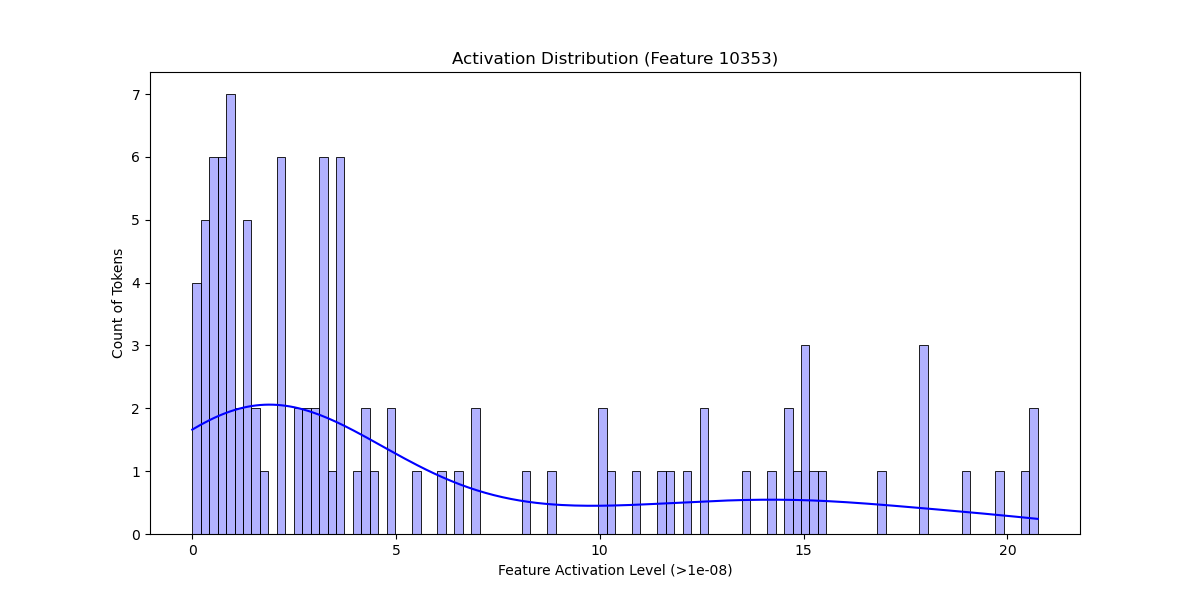 Activation Distribution (Feature 10353)
7
6
5
4
3
2
1
0
Count of Tokens
0 5 10 15 20
Feature Activation Level (>1e-08)